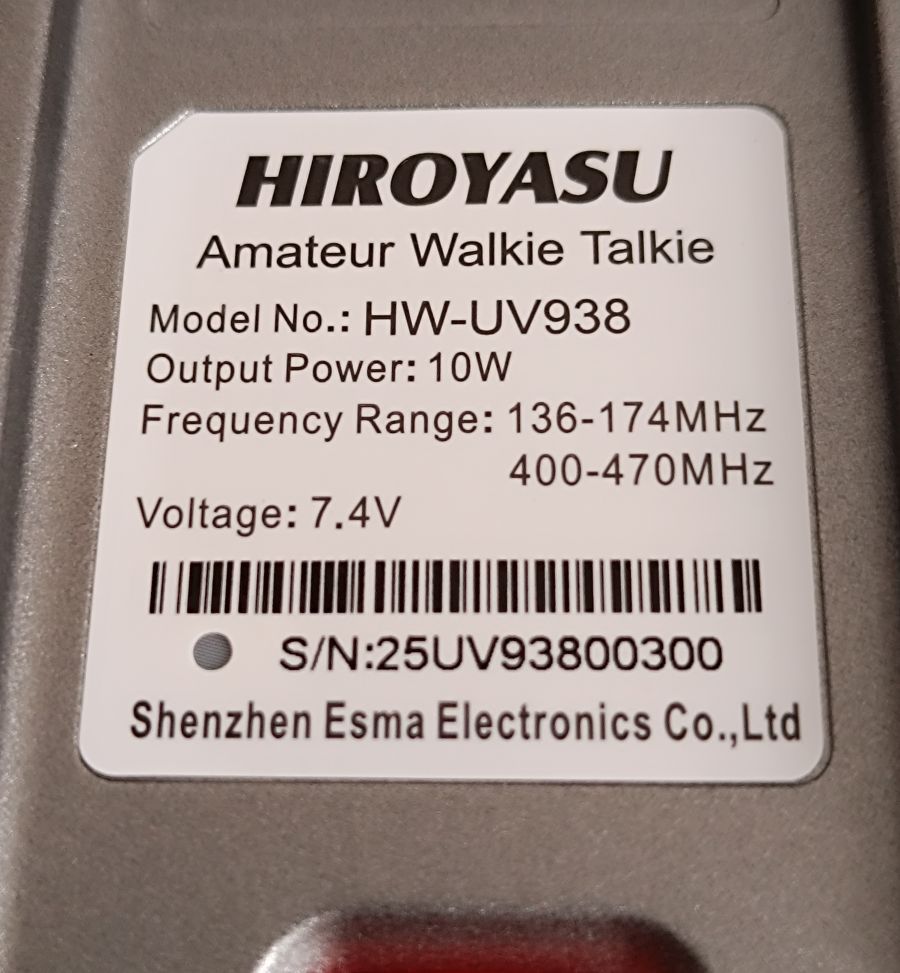 HIROYASU
Amateur Walkie Talkie
Model No.: HW-UV938
Output Power: 10W
Frequency Range: 136-174MHz
400-470MHz
Voltage: 7.4V
S/N:25UV93800300
Shenzhen Esma Electronics Co.,Ltd